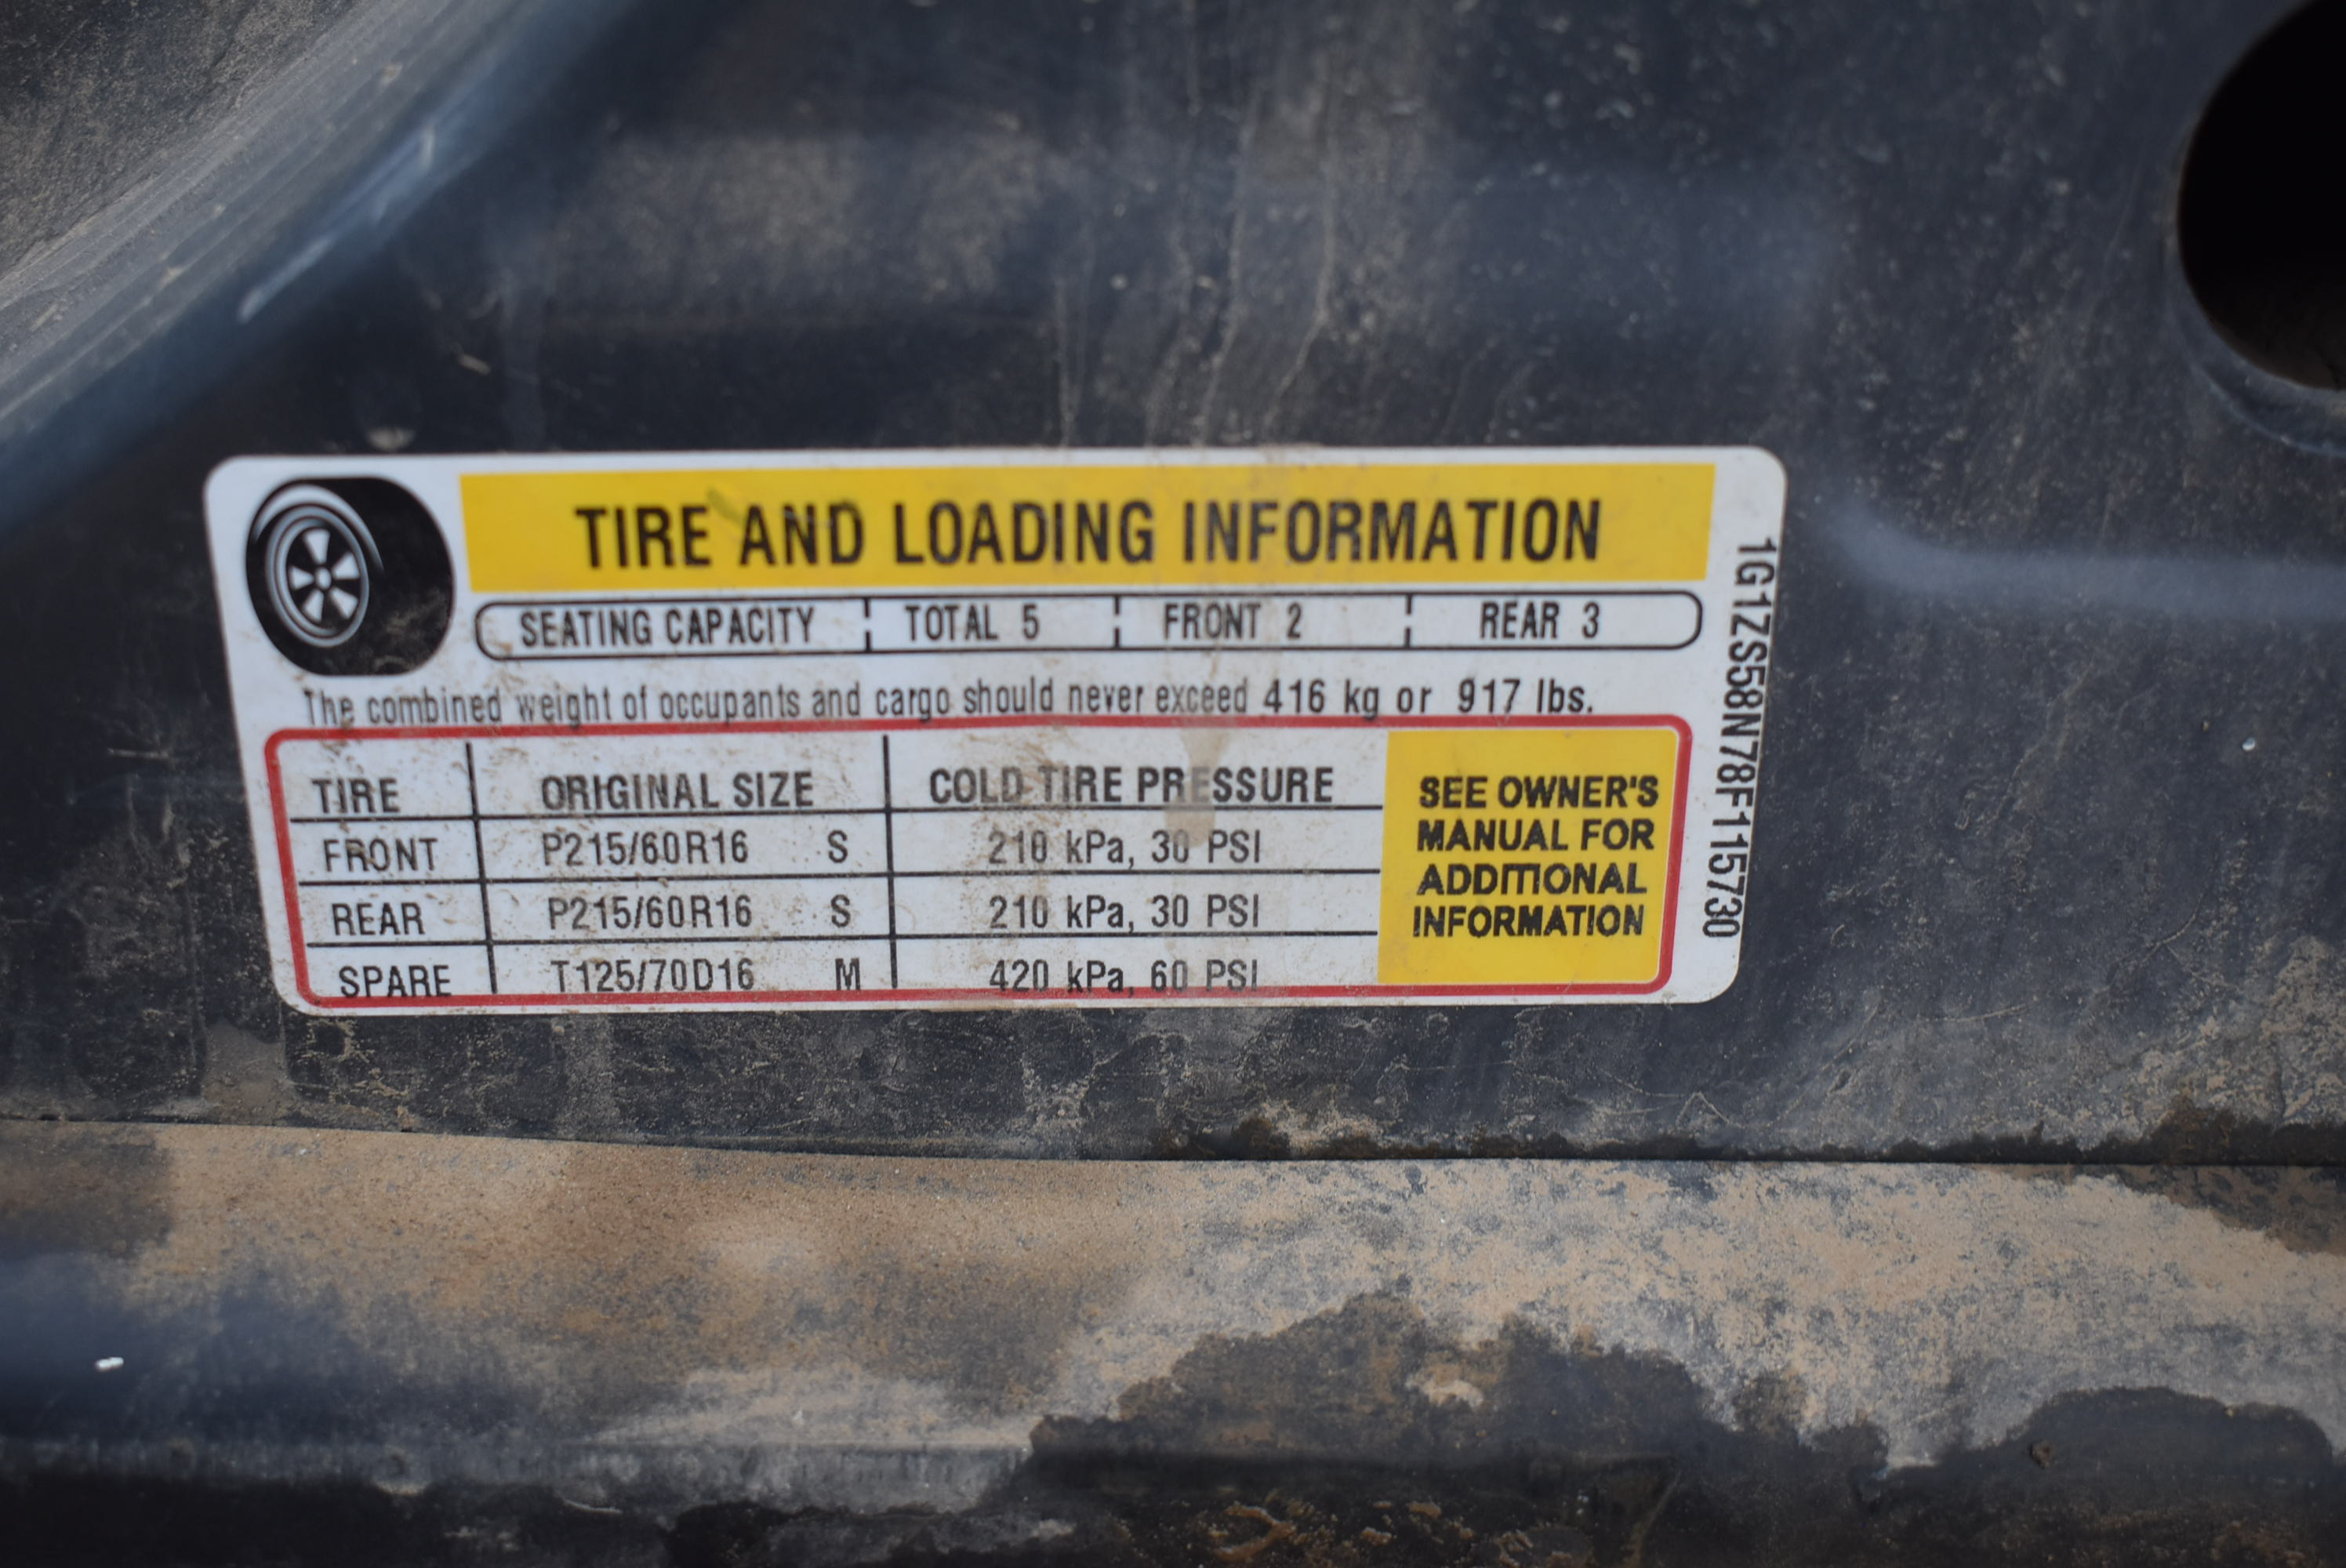 TIRE AND LOADING INFORMATION
SEATING CAPACITY TOTAL 5 FRONT 2 REAR 3
The combined weight of occupants and cargo should never exceed 416 kg or 917 lbs.
TIRE ORIGINAL SIZE COLD TIRE PRESSURE
FRONT P215/60R16 S 210 kPa, 30 PSI
REAR P215/60R16 S 210 kPa, 30 PSI
SPARE T125/70D16 M 420 kPa, 60 PSI
SEE OWNER'S
MANUAL FOR
ADDITIONAL
INFORMATION
1G1ZS58N78F115730